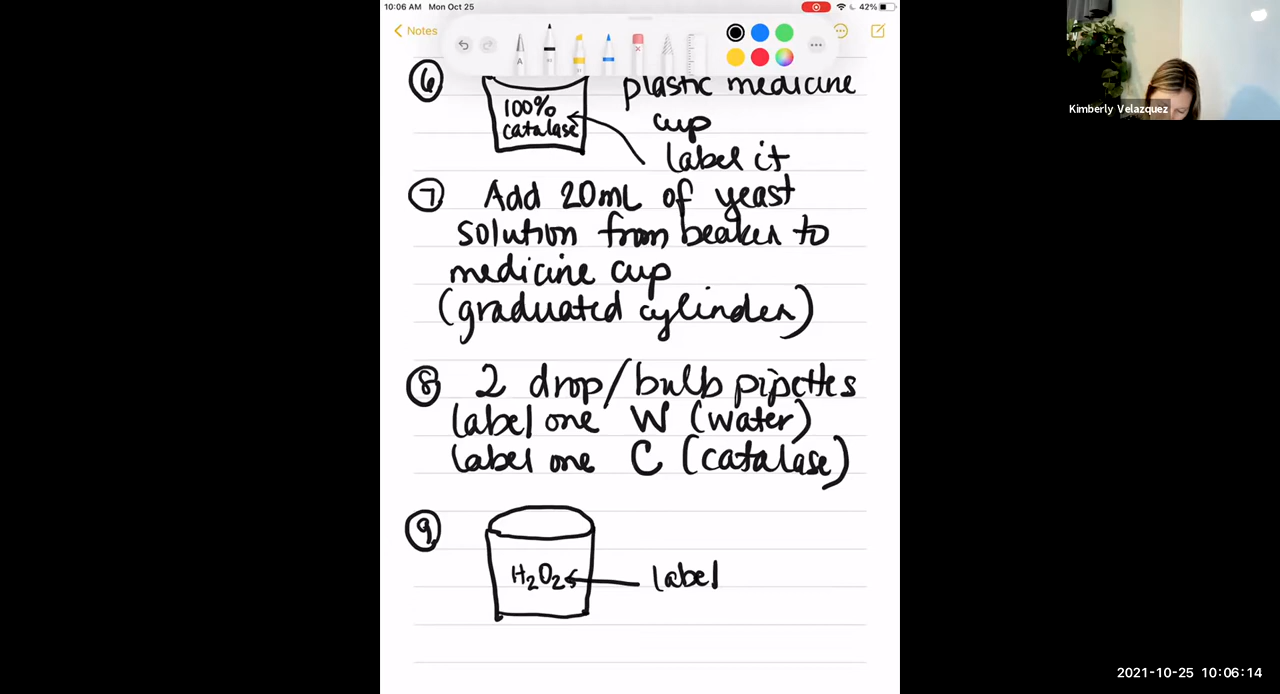 10:06 AM Mon Oct 25
42%
Notes
A
6 plastic medicine
100%
catalase
cup
label it
7 Add 20mL of yeast
solution from beaker to
medicine cup
(graduated cylinder)
8 2 drop/bulb pipettes
label one W (water)
label one C (catalase)
9
H2O2 label
Kimberly Velazquez
2021-10-25 10:06:14